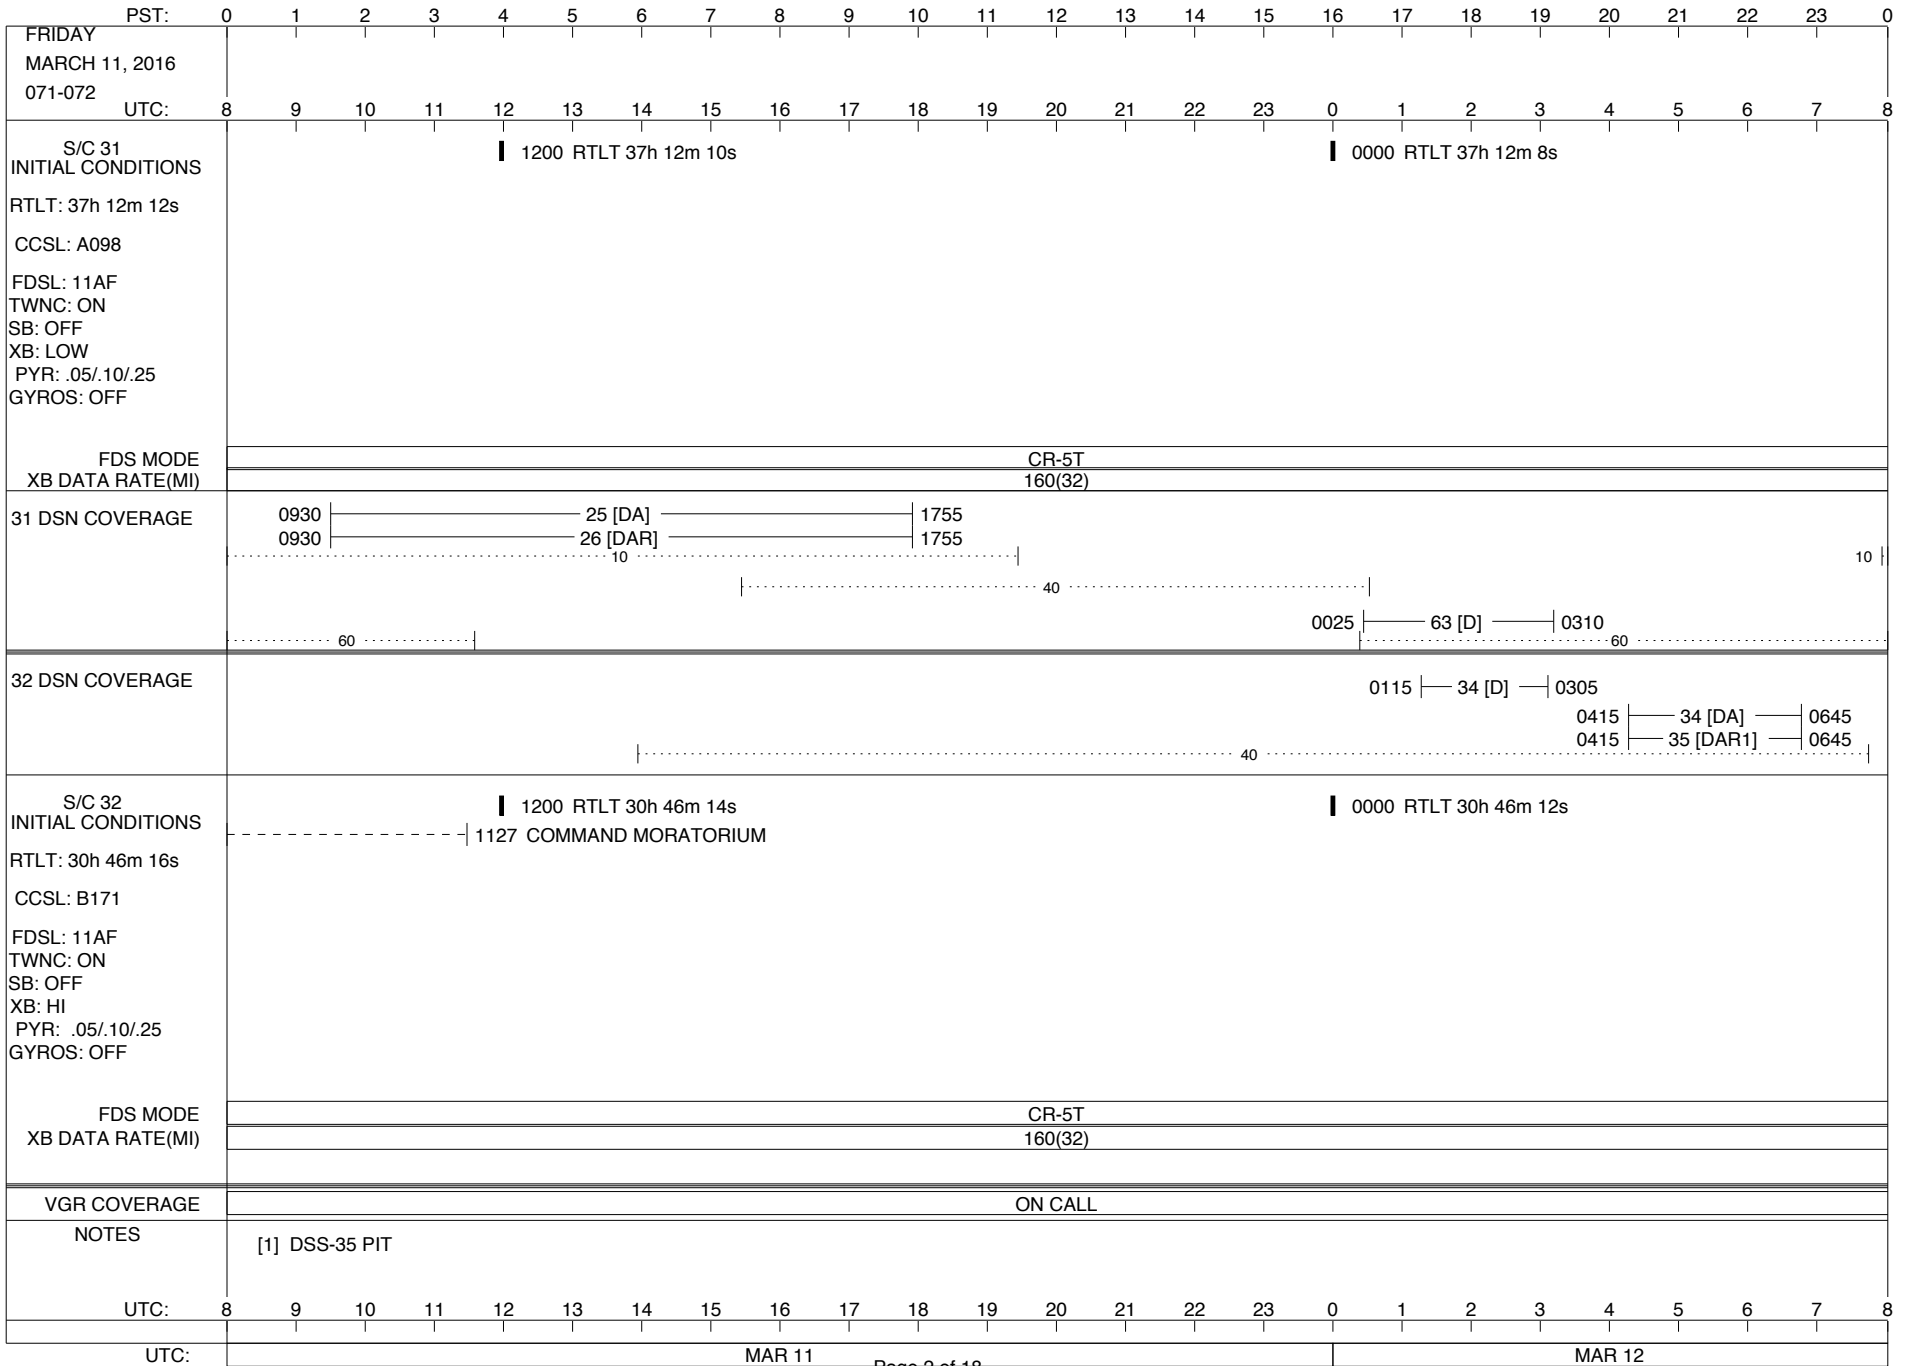 PST: 0 1 2 3 4 5 6 7 8 9 10 11 12 13 14 15 16 17 18 19 20 21 22 23 0
FRIDAY
MARCH 11, 2016
071-072
UTC: 8 9 10 11 12 13 14 15 16 17 18 19 20 21 22 23 0 1 2 3 4 5 6 7 8
S/C 31
INITIAL CONDITIONS
1200 RTLT 37h 12m 10s
0000 RTLT 37h 12m 8s
RTLT: 37h 12m 12s
CCSL: A098
FDSL: 11AF
TWNC: ON
SB: OFF
XB: LOW
PYR: .05/.10/.25
GYROS: OFF
FDS MODE CR-5T
XB DATA RATE(MI) 160(32)
31 DSN COVERAGE
0930 25 [DA] 1755
0930 26 [DAR] 1755
10 10
40
0025 63 [D] 0310
60 60
32 DSN COVERAGE
0115 34 [D] 0305
0415 34 [DA] 0645
0415 35 [DAR1] 0645
40
S/C 32
INITIAL CONDITIONS
1200 RTLT 30h 46m 14s
0000 RTLT 30h 46m 12s
1127 COMMAND MORATORIUM
RTLT: 30h 46m 16s
CCSL: B171
FDSL: 11AF
TWNC: ON
SB: OFF
XB: HI
PYR: .05/.10/.25
GYROS: OFF
FDS MODE CR-5T
XB DATA RATE(MI) 160(32)
VGR COVERAGE ON CALL
NOTES
[1] DSS-35 PIT
UTC: 8 9 10 11 12 13 14 15 16 17 18 19 20 21 22 23 0 1 2 3 4 5 6 7 8
UTC: MAR 11 MAR 12
Page 2 of 18